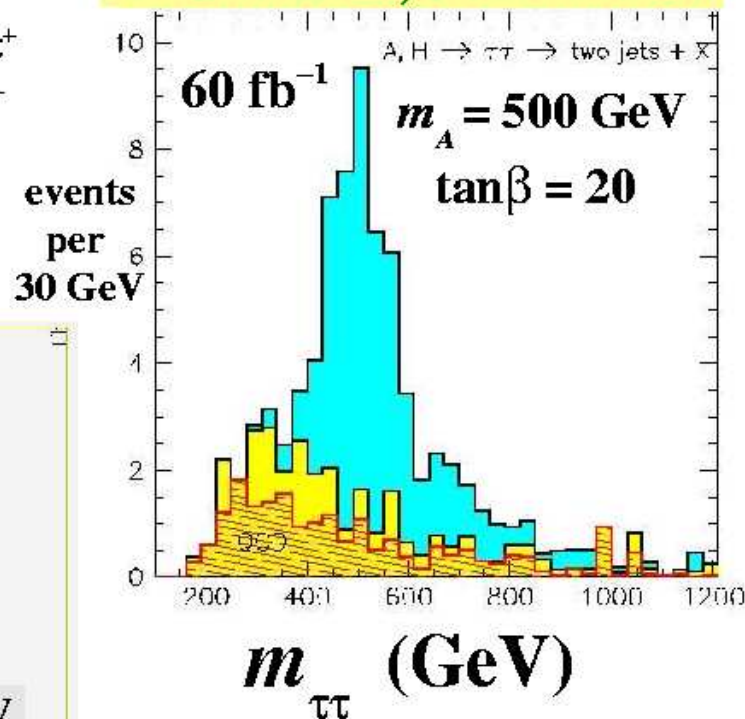 10
8
6
4
2
0
A, H → ττ → two jets + X
60 fb⁻¹
m_A = 500 GeV
tanβ = 20
events
per
30 GeV
QCD
200 400 600 800 1000 1200
m_ττ (GeV)